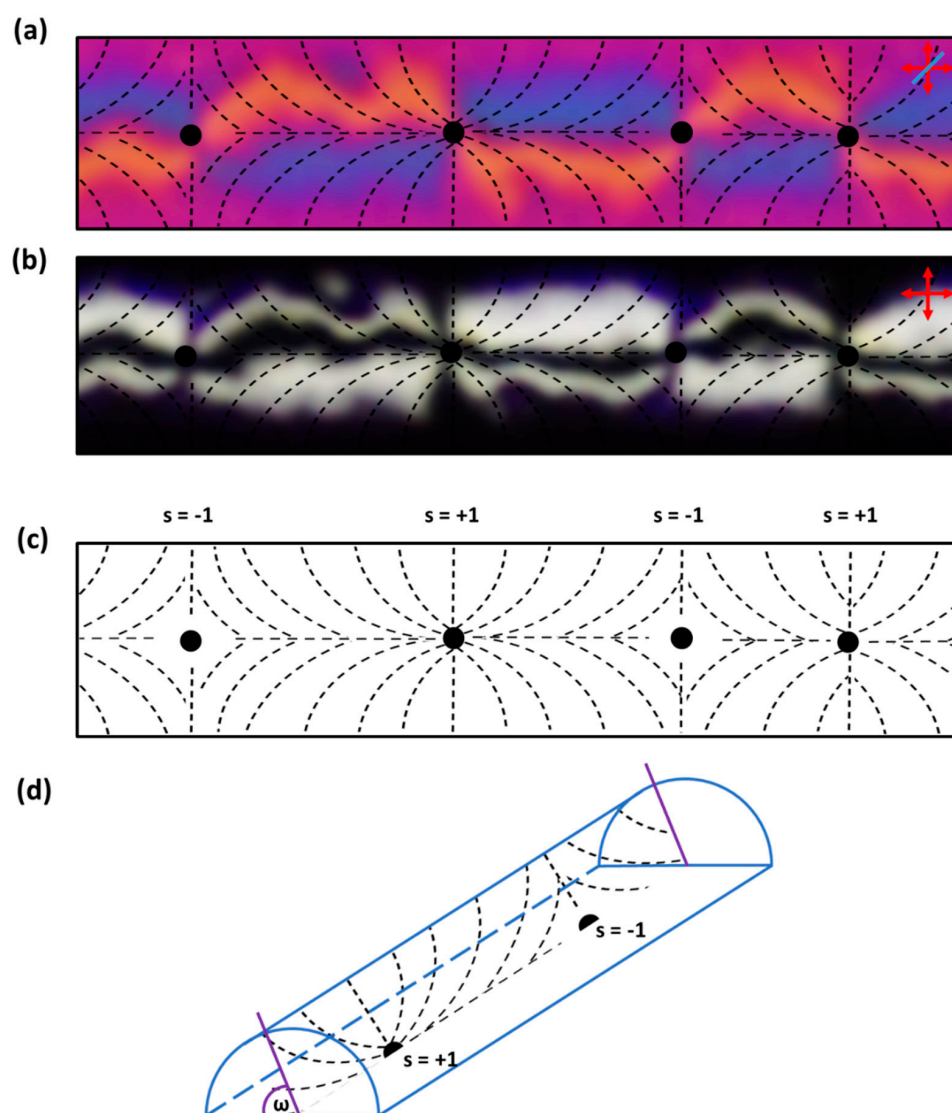 (a)
(b)
s = -1 s = +1 s = -1 s = +1
(c)
(d)
s = -1
s = +1
ω